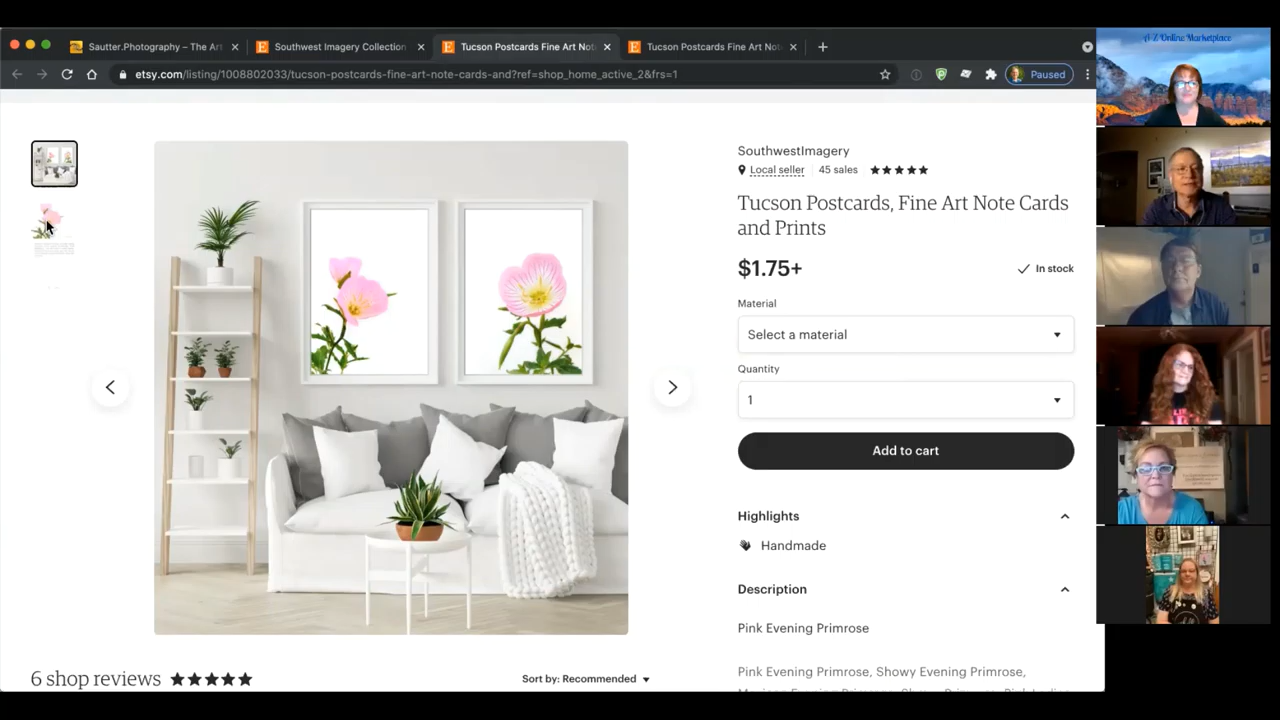 Sautter.Photography – The Art
Southwest Imagery Collection
Tucson Postcards Fine Art Not
Tucson Postcards Fine Art No
etsy.com/listing/1008802033/tucson-postcards-fine-art-note-cards-and?ref=shop_home_active_2&frs=1
Paused
A-Z Online Marketplace
SouthwestImagery
Local seller 45 sales
Tucson Postcards, Fine Art Note Cards
and Prints
$1.75+
In stock
Material
Select a material
Quantity
1
Add to cart
Highlights
Handmade
Description
Pink Evening Primrose
Pink Evening Primrose, Showy Evening Primrose,
6 shop reviews
Sort by: Recommended